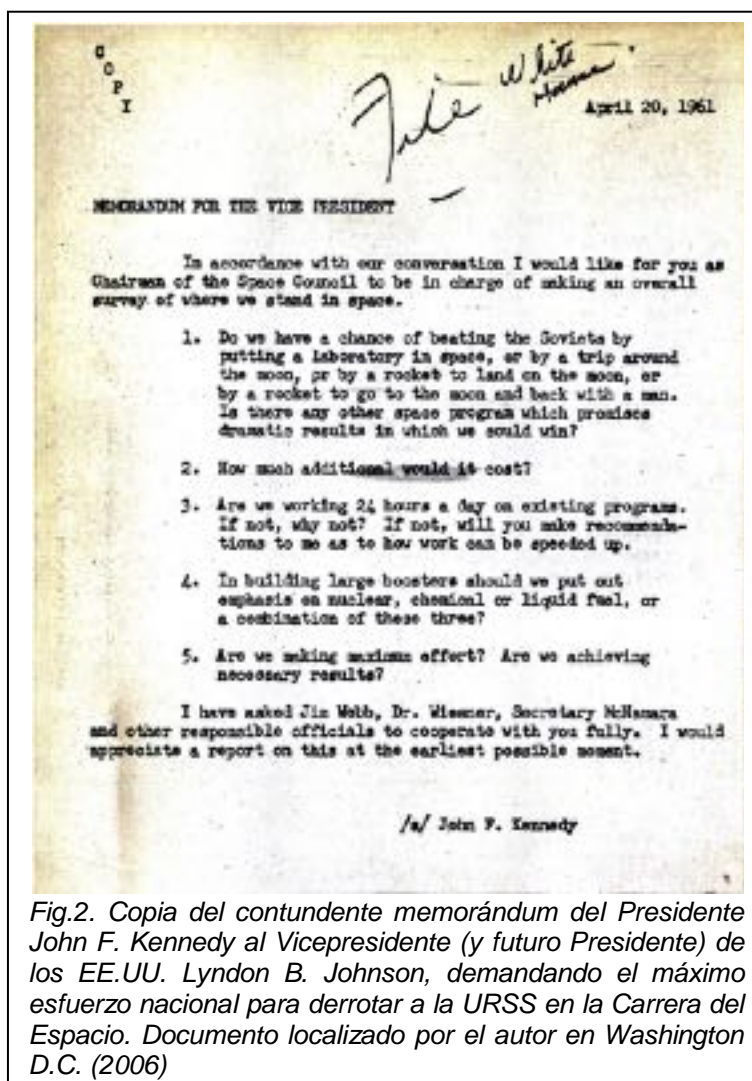 C
O
P
Y
File White House
April 20, 1961
MEMORANDUM FOR THE VICE PRESIDENT
In accordance with our conversation I would like for you as
Chairman of the Space Council to be in charge of making an overall
survey of where we stand in space.
1. Do we have a chance of beating the Soviets by
putting a laboratory in space, or by a trip around
the moon, or by a rocket to land on the moon, or
by a rocket to go to the moon and back with a man.
Is there any other space program which promises
dramatic results in which we could win?
2. How much additional would it cost?
3. Are we working 24 hours a day on existing programs.
If not, why not? If not, will you make recommenda-
tions to me as to how work can be speeded up.
4. In building large boosters should we put out
emphasis on nuclear, chemical or liquid fuel, or
a combination of these three?
5. Are we making maximum effort? Are we achieving
necessary results?
I have asked Jim Webb, Dr. Wiesner, Secretary McNamara
and other responsible officials to cooperate with you fully. I would
appreciate a report on this at the earliest possible moment.
/s/ John F. Kennedy
Fig.2. Copia del contundente memorándum del Presidente
John F. Kennedy al Vicepresidente (y futuro Presidente) de
los EE.UU. Lyndon B. Johnson, demandando el máximo
esfuerzo nacional para derrotar a la URSS en la Carrera del
Espacio. Documento localizado por el autor en Washington
D.C. (2006)